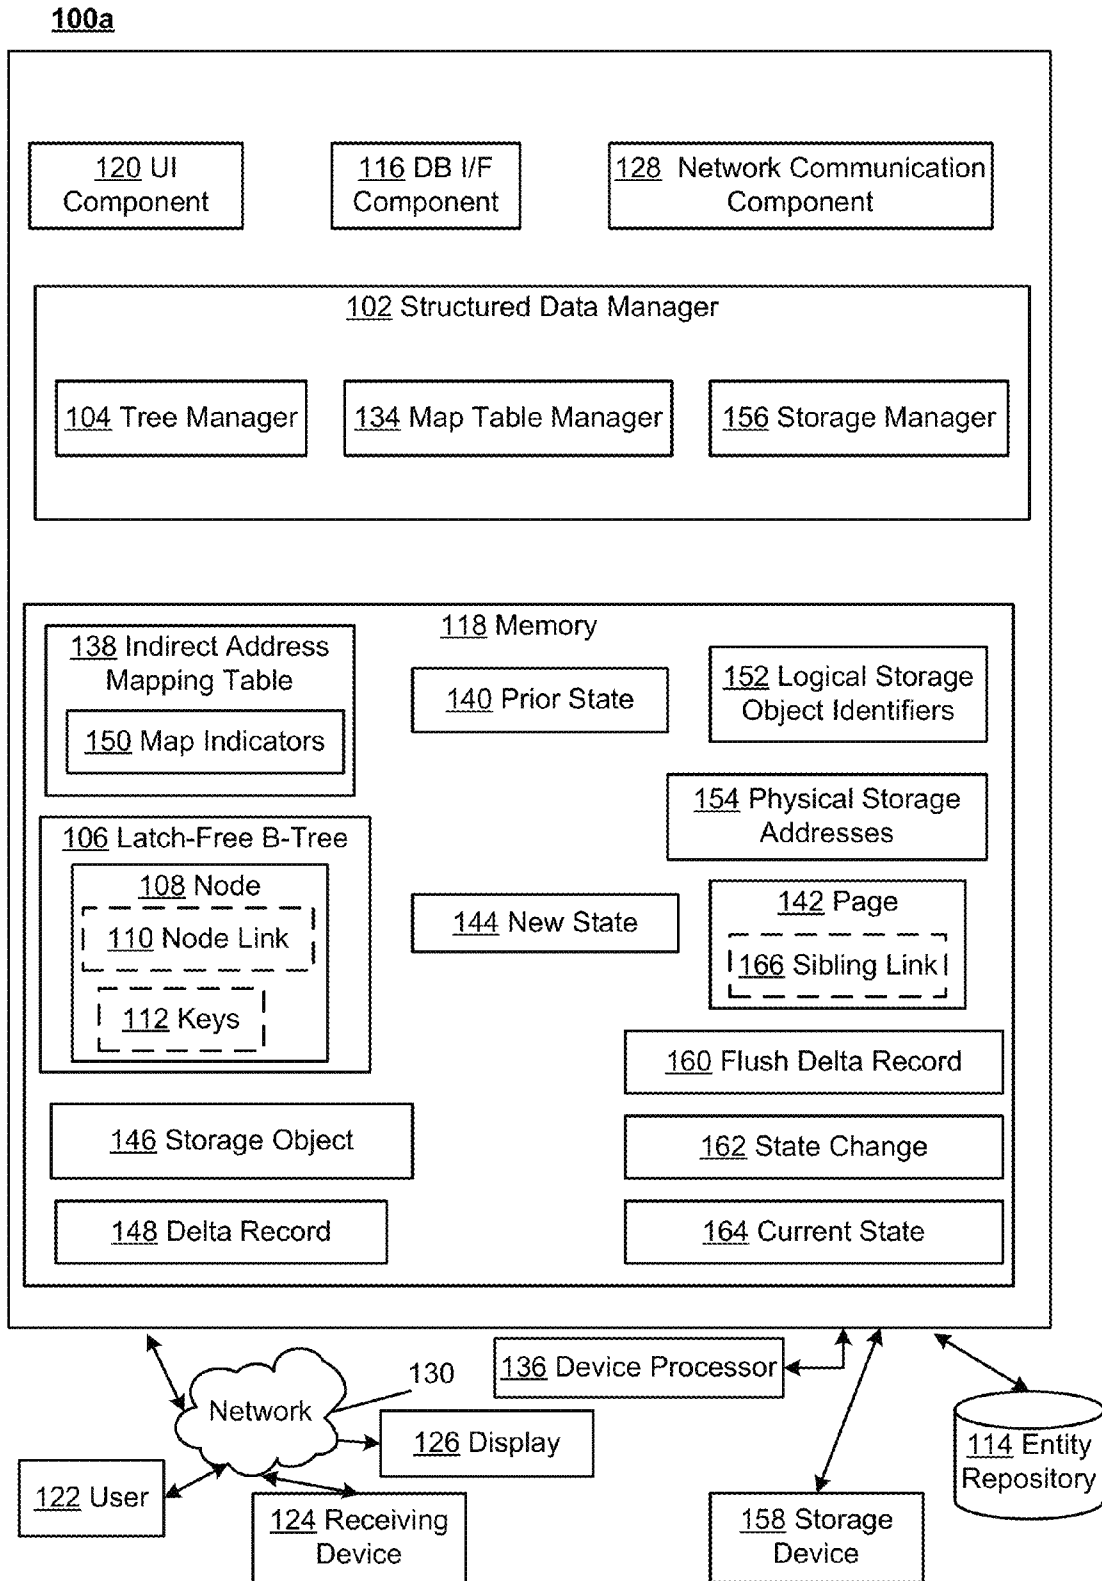 100a
120 UI
Component
116 DB I/F
Component
128 Network Communication
Component
102 Structured Data Manager
104 Tree Manager
134 Map Table Manager
156 Storage Manager
118 Memory
138 Indirect Address
Mapping Table
150 Map Indicators
140 Prior State
152 Logical Storage
Object Identifiers
154 Physical Storage
Addresses
106 Latch-Free B-Tree
108 Node
110 Node Link
112 Keys
144 New State
142 Page
166 Sibling Link
160 Flush Delta Record
146 Storage Object
162 State Change
148 Delta Record
164 Current State
136 Device Processor
130
Network
126 Display
114 Entity
Repository
122 User
124 Receiving
Device
158 Storage
Device